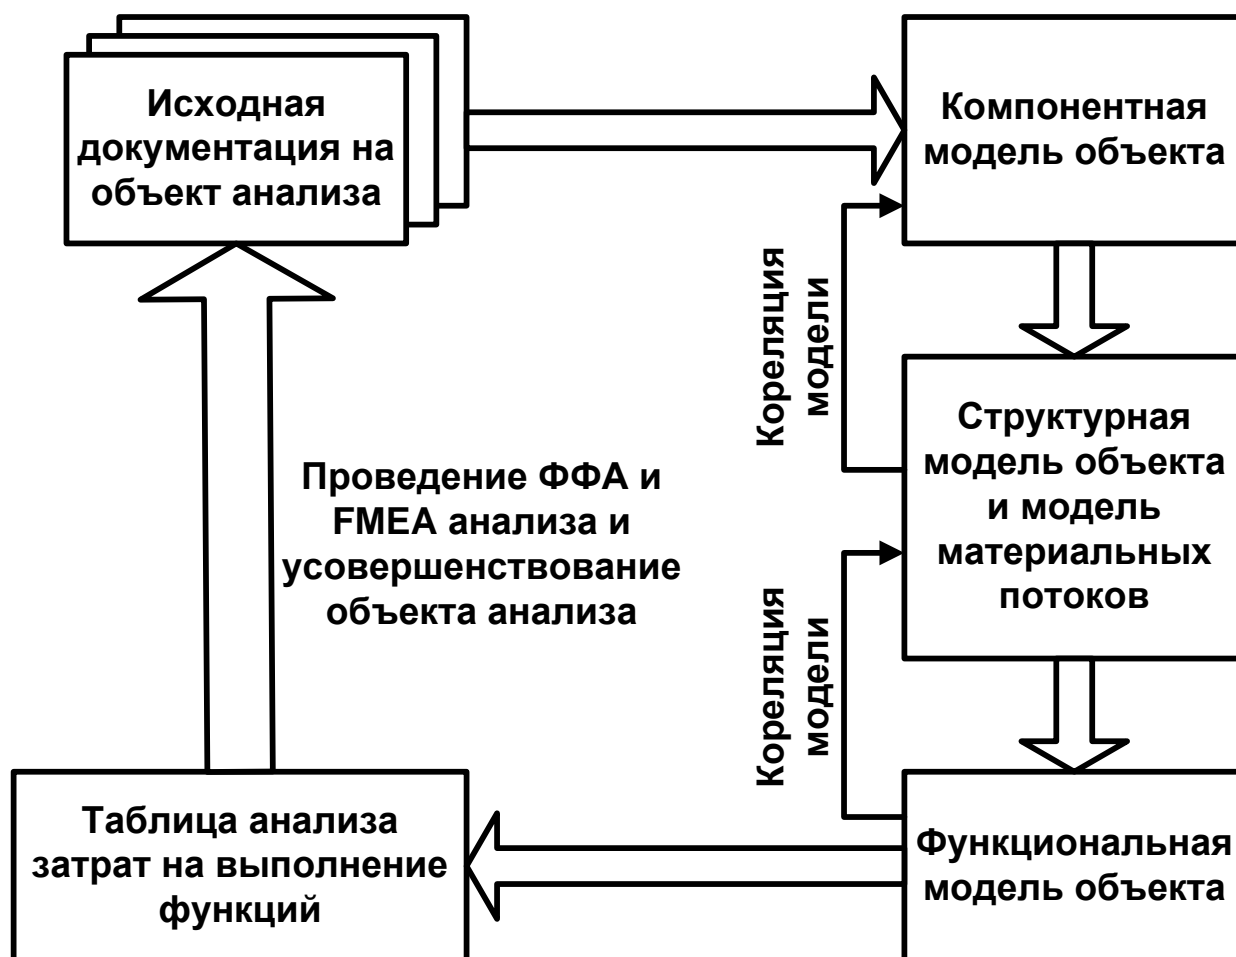 Исходная
документация на
объект анализа
Компонентная
модель объекта
Кореляция
модели
Структурная
модель объекта
и модель
материальных
потоков
Проведение ФФА и
FMEA анализа и
усовершенствование
объекта анализа
Кореляция
модели
Таблица анализа
затрат на выполнение
функций
Функциональная
модель объекта